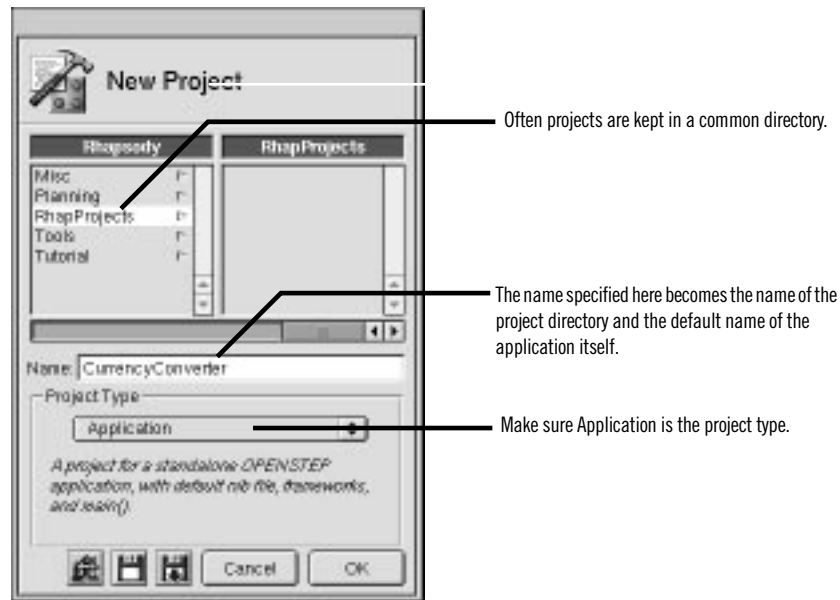 New Project
Often projects are kept in a common directory.
Rhapsody
RhapProjects
Misc
Planning
RhapProjects
Tools
Tutorial
The name specified here becomes the name of the
project directory and the default name of the
application itself.
Name: CurrencyConverter
Project Type
Application
Make sure Application is the project type.
A project for a standalone OPENSTEP
application, with default nib file, frameworks,
and main().
Cancel
OK